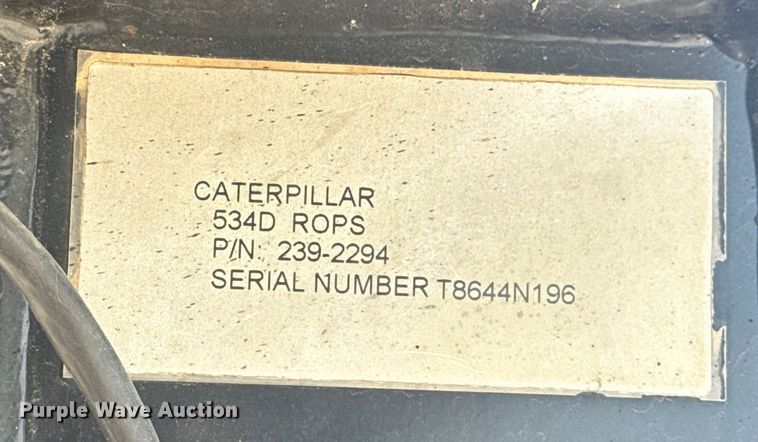 CATERPILLAR
534D ROPS
P/N: 239-2294
SERIAL NUMBER T8644N196
Purple Wave Auction